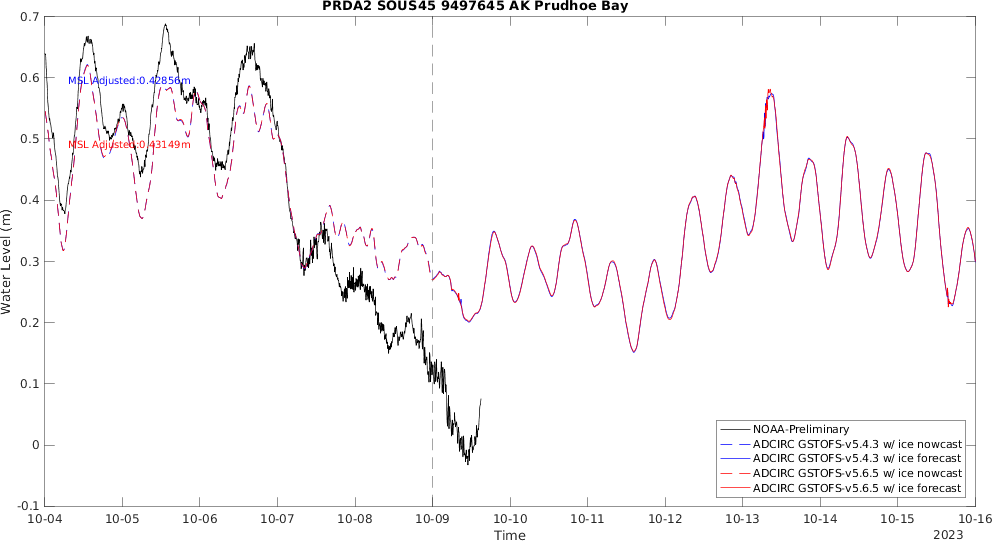 PRDA2 SOUS45 9497645 AK Prudhoe Bay
0.7
0.6
0.5
0.4
0.3
0.2
0.1
0
-0.1
Water Level (m)
MSL Adjusted:0.42856m
MSL Adjusted:0.43149m
NOAA-Preliminary
ADCIRC GSTOFS-v5.4.3 w/ ice nowcast
ADCIRC GSTOFS-v5.4.3 w/ ice forecast
ADCIRC GSTOFS-v5.6.5 w/ ice nowcast
ADCIRC GSTOFS-v5.6.5 w/ ice forecast
10-04 10-05 10-06 10-07 10-08 10-09 10-10 10-11 10-12 10-13 10-14 10-15 10-16
Time
2023